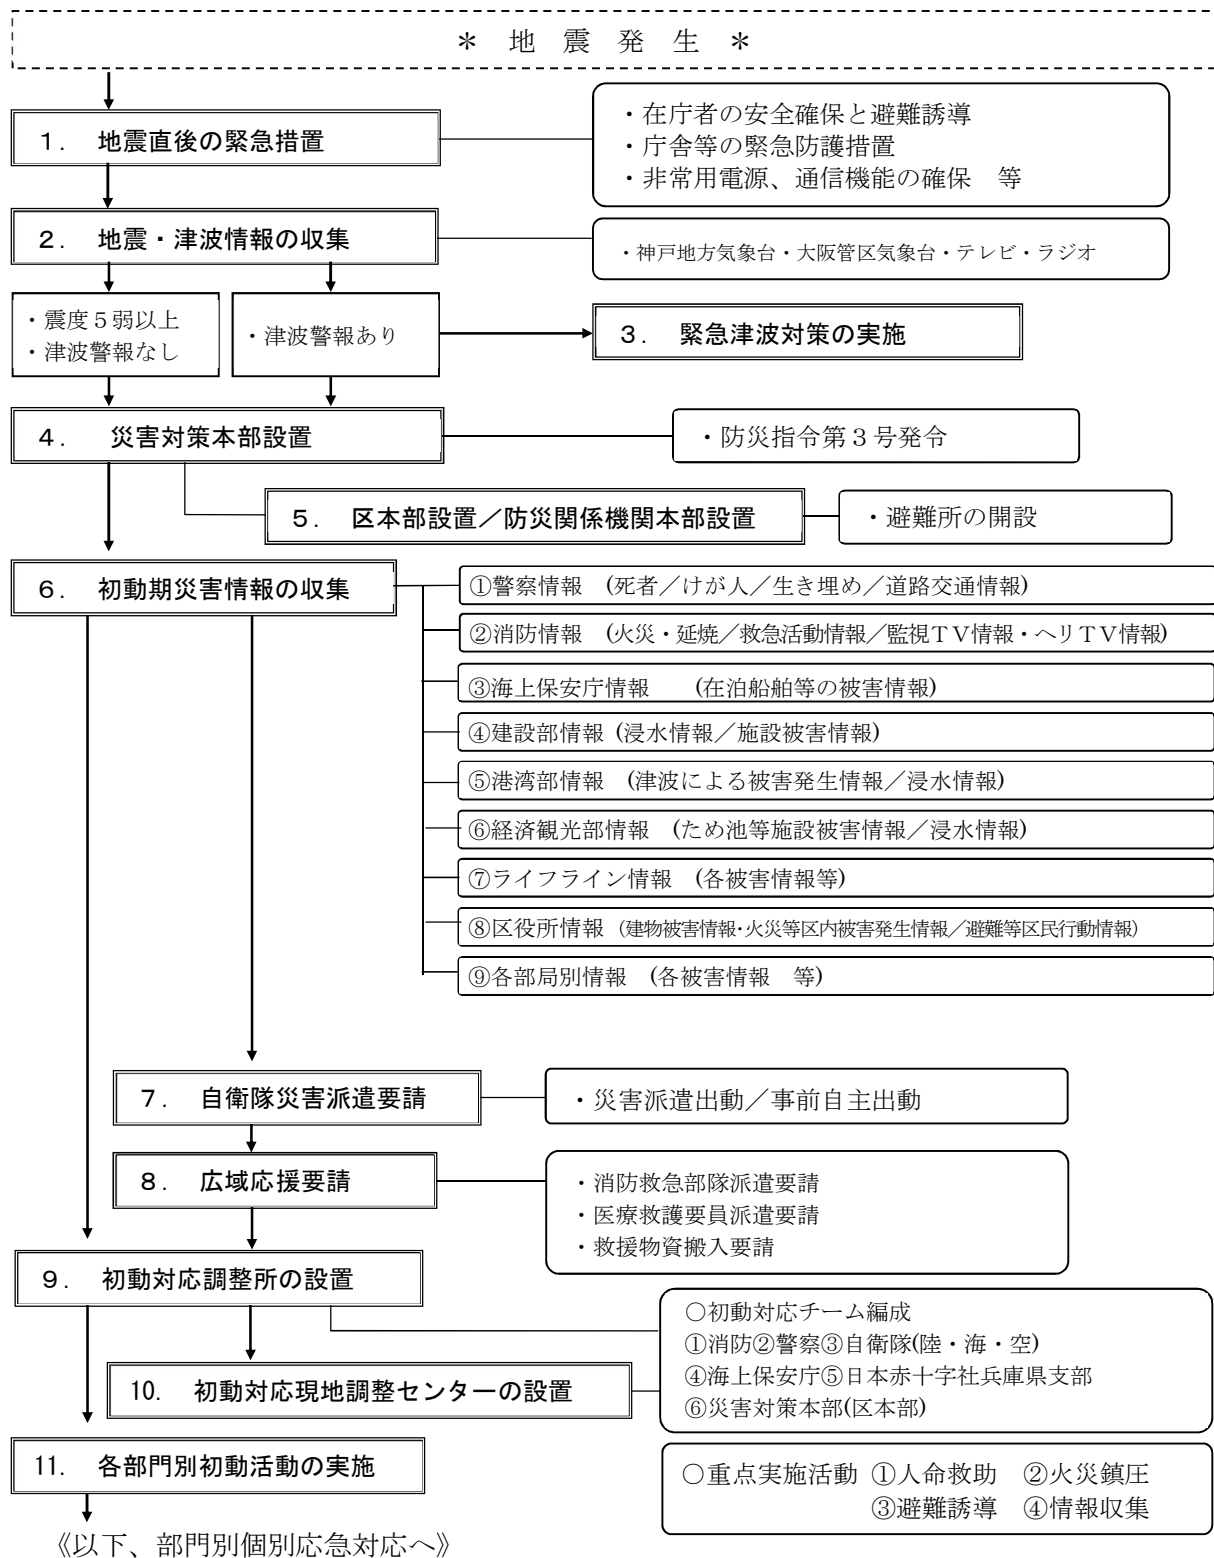 ＊ 地 震 発 生 ＊
１． 地震直後の緊急措置
・在庁者の安全確保と避難誘導
・庁舎等の緊急防護措置
・非常用電源、通信機能の確保　等
２． 地震・津波情報の収集
・神戸地方気象台・大阪管区気象台・テレビ・ラジオ
・震度５弱以上
・津波警報なし
・津波警報あり
３． 緊急津波対策の実施
４． 災害対策本部設置
・防災指令第３号発令
５． 区本部設置／防災関係機関本部設置
・避難所の開設
６． 初動期災害情報の収集
①警察情報　(死者／けが人／生き埋め／道路交通情報)
②消防情報　(火災・延焼／救急活動情報／監視ＴＶ情報・ヘリＴＶ情報)
③海上保安庁情報　　(在泊船舶等の被害情報)
④建設部情報 (浸水情報／施設被害情報)
⑤港湾部情報　(津波による被害発生情報／浸水情報)
⑥経済観光部情報　(ため池等施設被害情報／浸水情報)
⑦ライフライン情報　(各被害情報等)
⑧区役所情報　(建物被害情報・火災等区内被害発生情報／避難等区民行動情報)
⑨各部局別情報　(各被害情報　等)
７． 自衛隊災害派遣要請
・災害派遣出動／事前自主出動
８． 広域応援要請
・消防救急部隊派遣要請
・医療救護要員派遣要請
・救援物資搬入要請
９． 初動対応調整所の設置
○初動対応チーム編成
①消防②警察③自衛隊(陸・海・空)
④海上保安庁⑤日本赤十字社兵庫県支部
⑥災害対策本部(区本部)
10． 初動対応現地調整センターの設置
11． 各部門別初動活動の実施
○重点実施活動 ①人命救助　②火災鎮圧
③避難誘導　④情報収集
《以下、部門別個別応急対応へ》